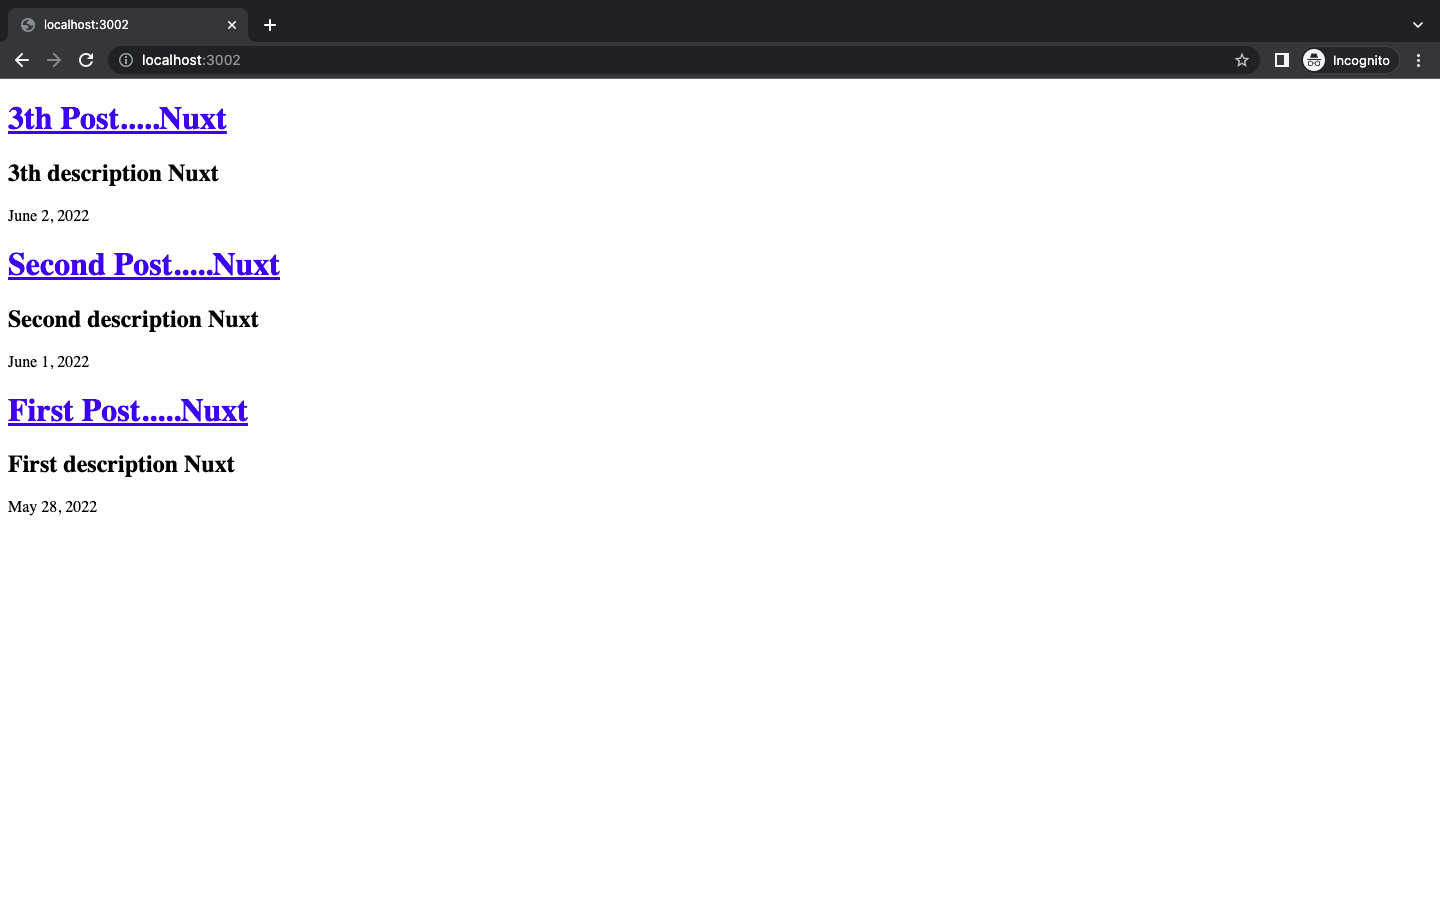 localhost:3002
localhost:3002
Incognito
3th Post.....Nuxt
3th description Nuxt
June 2, 2022
Second Post.....Nuxt
Second description Nuxt
June 1, 2022
First Post.....Nuxt
First description Nuxt
May 28, 2022